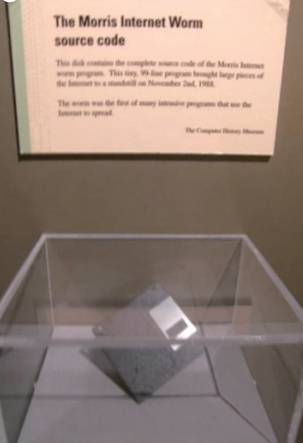 The Morris Internet Worm
source code
This disk contains the complete source code of the Morris Internet
worm program. This tiny, 99-line program brought large pieces of
the Internet to a standstill on November 2nd, 1988.
The worm was the first of many intrusive programs that use the
Internet to spread.
The Computer History Museum